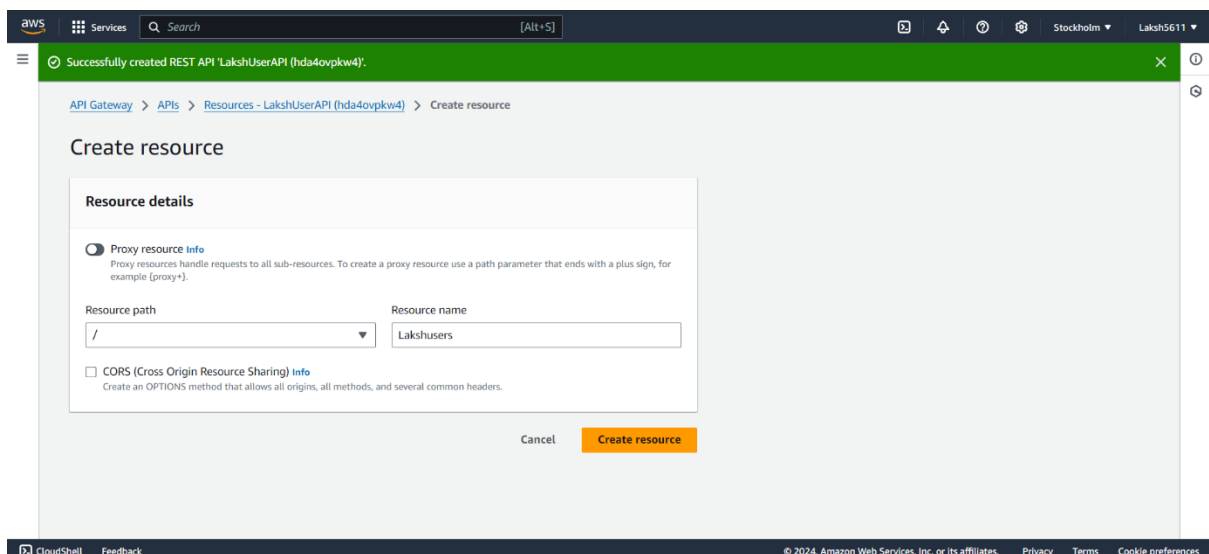 aws Services Search [Alt+S] Stockholm ▼ Laksh5611 ▼
Successfully created REST API 'LakshUserAPI (hda4ovpkw4)'.
API Gateway > APIs > Resources - LakshUserAPI (hda4ovpkw4) > Create resource
Create resource
Resource details
Proxy resource Info
Proxy resources handle requests to all sub-resources. To create a proxy resource use a path parameter that ends with a plus sign, for
example {proxy+}.
Resource path Resource name
/ Lakshusers
CORS (Cross Origin Resource Sharing) Info
Create an OPTIONS method that allows all origins, all methods, and several common headers.
Cancel Create resource
CloudShell Feedback © 2024, Amazon Web Services, Inc. or its affiliates. Privacy Terms Cookie preferences